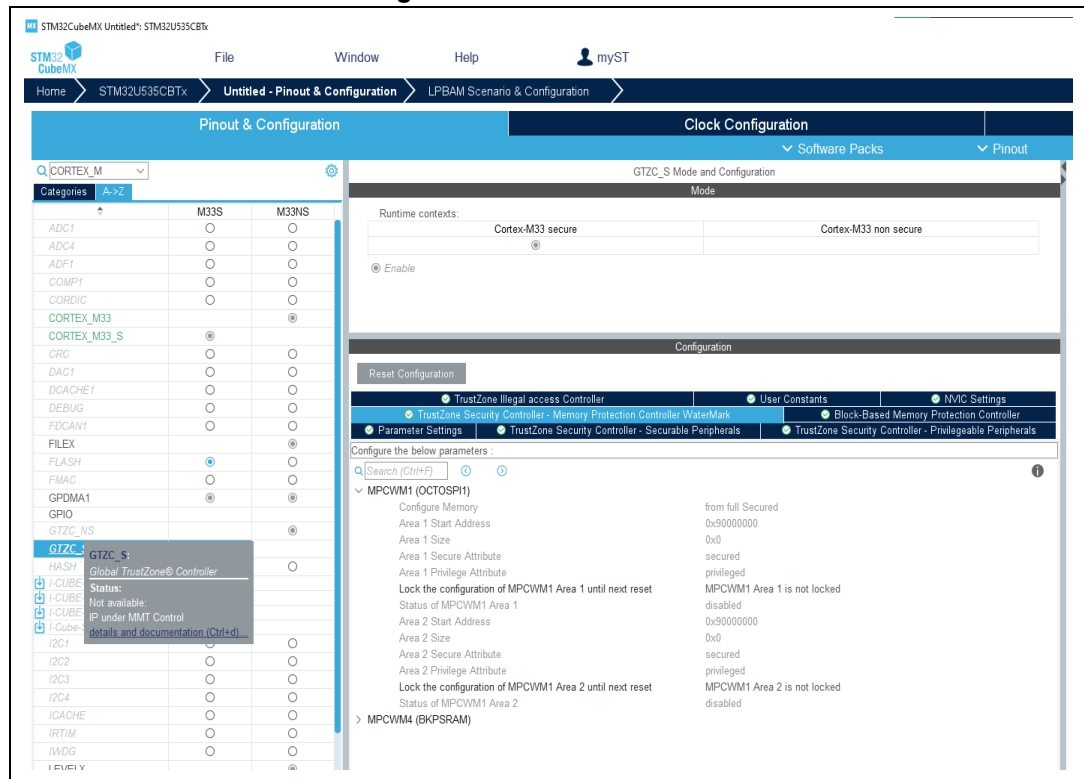 MX STM32CubeMX Untitled*: STM32U535CBTx
STM32 CubeMX File Window Help myST
Home STM32U535CBTx Untitled - Pinout & Configuration LPBAM Scenario & Configuration
Pinout & Configuration Clock Configuration
Software Packs Pinout
CORTEX_M GTZC_S Mode and Configuration
Categories A->Z Mode
M33S M33NS Runtime contexts:
ADC1 Cortex-M33 secure Cortex-M33 non secure
ADC4
ADF1 Enable
COMP1
CORDIC
CORTEX_M33
CORTEX_M33_S
CRC Configuration
DAC1 Reset Configuration
DCACHE1 TrustZone Illegal access Controller User Constants NVIC Settings
DEBUG TrustZone Security Controller - Memory Protection Controller WaterMark Block-Based Memory Protection Controller
FDCAN1 Parameter Settings TrustZone Security Controller - Securable Peripherals TrustZone Security Controller - Privilegeable Peripherals
FILEX Configure the below parameters :
FLASH Search (Ctrl+F)
FMAC
GPDMA1 MPCWM1 (OCTOSPI1)
GPIO Configure Memory from full Secured
GTZC_NS Area 1 Start Address 0x90000000
Area 1 Size 0x0
GTZC_S:
HASH Global TrustZone® Controller Area 1 Secure Attribute secured
I-CUBE- Status: Area 1 Privilege Attribute privileged
I-CUBE- Not available: Lock the configuration of MPCWM1 Area 1 until next reset MPCWM1 Area 1 is not locked
I-CUBE- IP under MMT Control Status of MPCWM1 Area 1 disabled
I-Cube- details and documentation (Ctrl+d)... Area 2 Start Address 0x90000000
I2C1 Area 2 Size 0x0
I2C2 Area 2 Secure Attribute secured
I2C3 Area 2 Privilege Attribute privileged
I2C4 Lock the configuration of MPCWM1 Area 2 until next reset MPCWM1 Area 2 is not locked
ICACHE Status of MPCWM1 Area 2 disabled
IRTIM MPCWM4 (BKPSRAM)
IWDG
LEVELX